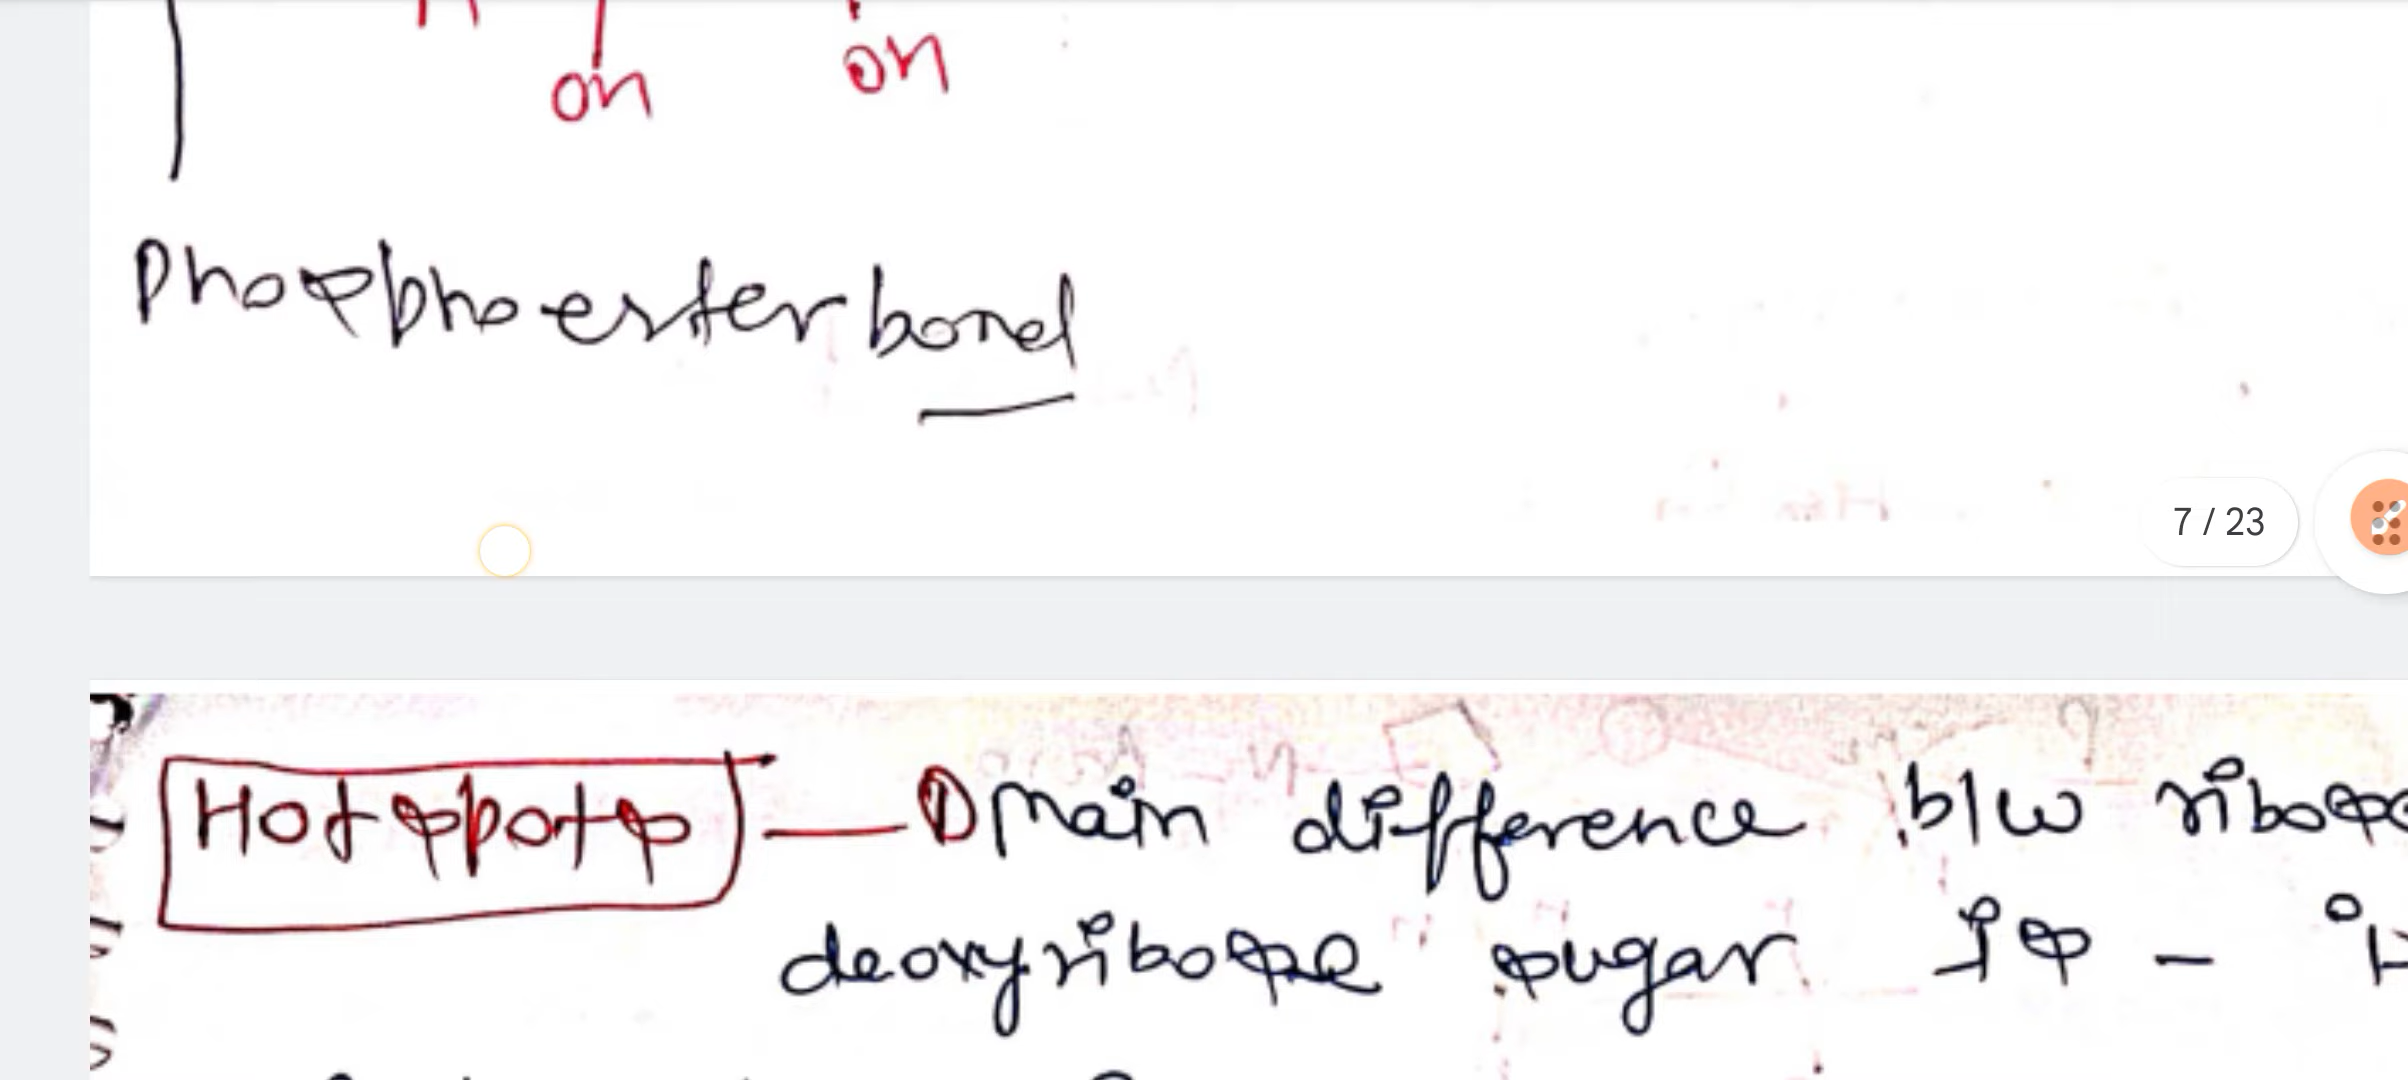 OH OH
Phosphoester bond
7 / 23
Hotspots — ① Main difference b/w ribose
deoxyribose sugar is -